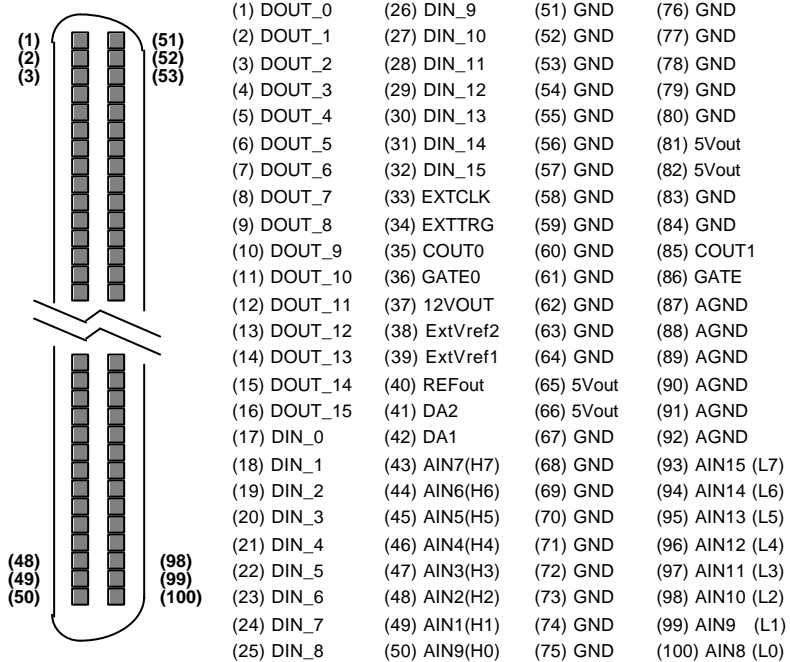 (1) (51)
(2) (52)
(3) (53)
(48) (98)
(49) (99)
(50) (100)
(1) DOUT_0 (26) DIN_9 (51) GND (76) GND
(2) DOUT_1 (27) DIN_10 (52) GND (77) GND
(3) DOUT_2 (28) DIN_11 (53) GND (78) GND
(4) DOUT_3 (29) DIN_12 (54) GND (79) GND
(5) DOUT_4 (30) DIN_13 (55) GND (80) GND
(6) DOUT_5 (31) DIN_14 (56) GND (81) 5Vout
(7) DOUT_6 (32) DIN_15 (57) GND (82) 5Vout
(8) DOUT_7 (33) EXTCLK (58) GND (83) GND
(9) DOUT_8 (34) EXTTRG (59) GND (84) GND
(10) DOUT_9 (35) COUT0 (60) GND (85) COUT1
(11) DOUT_10 (36) GATE0 (61) GND (86) GATE
(12) DOUT_11 (37) 12VOUT (62) GND (87) AGND
(13) DOUT_12 (38) ExtVref2 (63) GND (88) AGND
(14) DOUT_13 (39) ExtVref1 (64) GND (89) AGND
(15) DOUT_14 (40) REFout (65) 5Vout (90) AGND
(16) DOUT_15 (41) DA2 (66) 5Vout (91) AGND
(17) DIN_0 (42) DA1 (67) GND (92) AGND
(18) DIN_1 (43) AIN7(H7) (68) GND (93) AIN15 (L7)
(19) DIN_2 (44) AIN6(H6) (69) GND (94) AIN14 (L6)
(20) DIN_3 (45) AIN5(H5) (70) GND (95) AIN13 (L5)
(21) DIN_4 (46) AIN4(H4) (71) GND (96) AIN12 (L4)
(22) DIN_5 (47) AIN3(H3) (72) GND (97) AIN11 (L3)
(23) DIN_6 (48) AIN2(H2) (73) GND (98) AIN10 (L2)
(24) DIN_7 (49) AIN1(H1) (74) GND (99) AIN9 (L1)
(25) DIN_8 (50) AIN9(H0) (75) GND (100) AIN8 (L0)